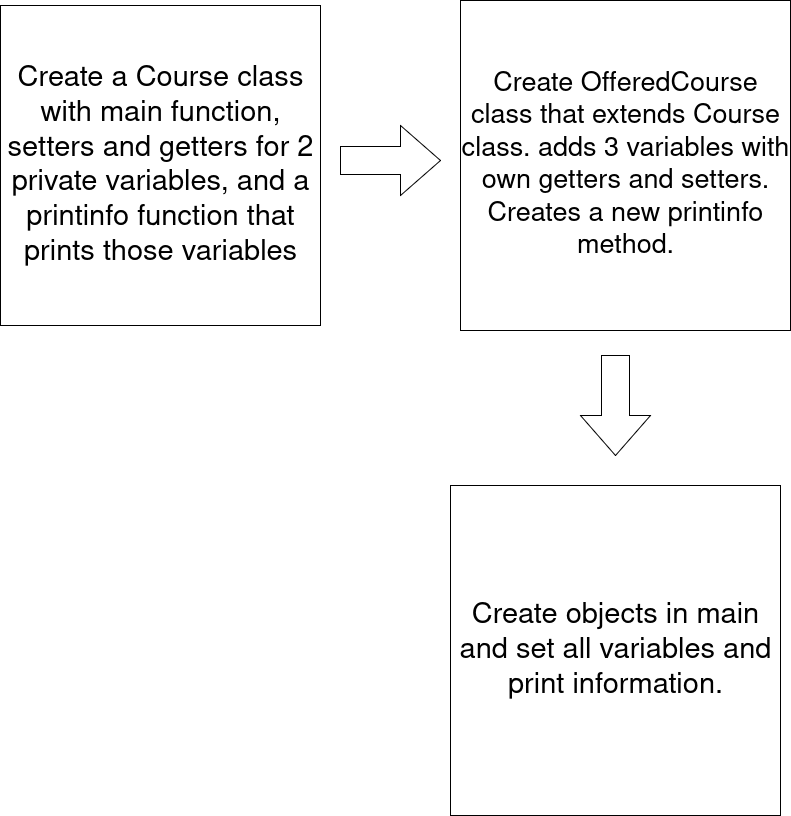 Create a Course class
with main function,
setters and getters for 2
private variables, and a
printinfo function that
prints those variables
Create OfferedCourse
class that extends Course
class. adds 3 variables with
own getters and setters.
Creates a new printinfo
method.
Create objects in main
and set all variables and
print information.